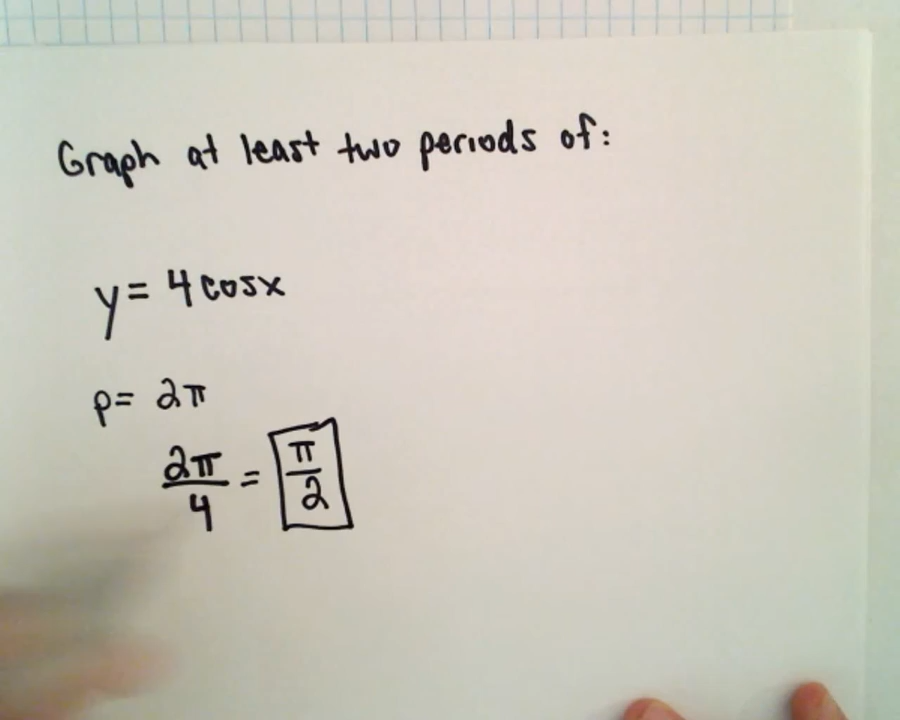 Graph at least two periods of:
y = 4cosx
p = 2π
2π/4 = π/2